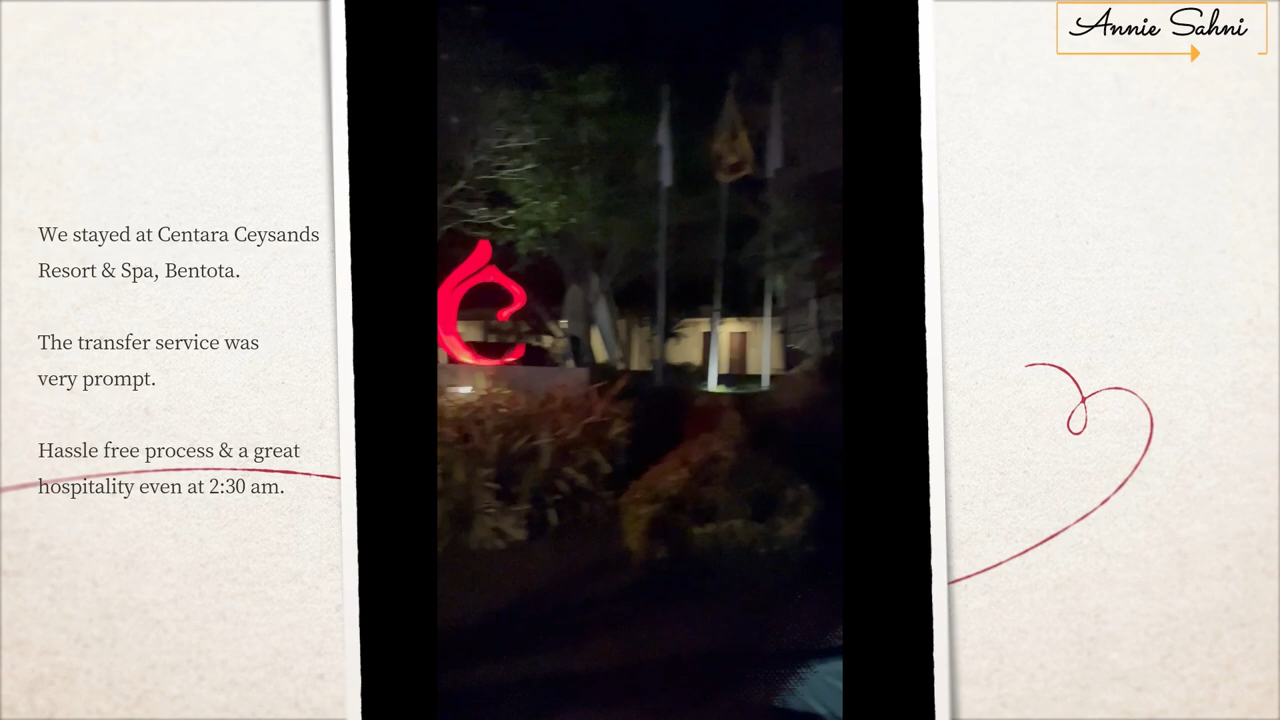 Annie Sahni
We stayed at Centara Ceysands
Resort & Spa, Bentota.
The transfer service was
very prompt.
Hassle free process & a great
hospitality even at 2:30 am.